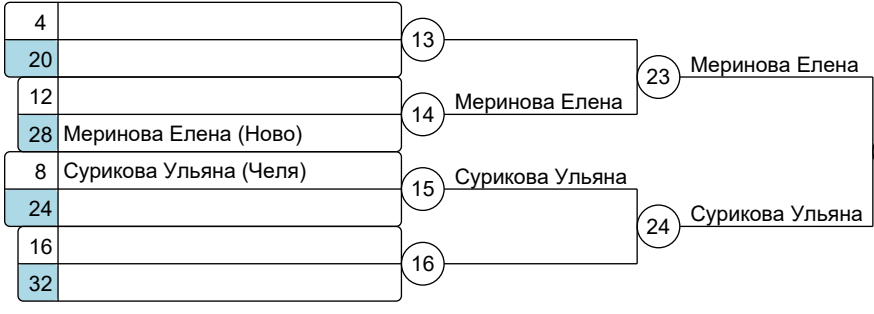 4
13
20
23 Меринова Елена
12
14 Меринова Елена
28 Меринова Елена (Ново)
8 Сурикова Ульяна (Челя)
15 Сурикова Ульяна
24
24 Сурикова Ульяна
16
16
32